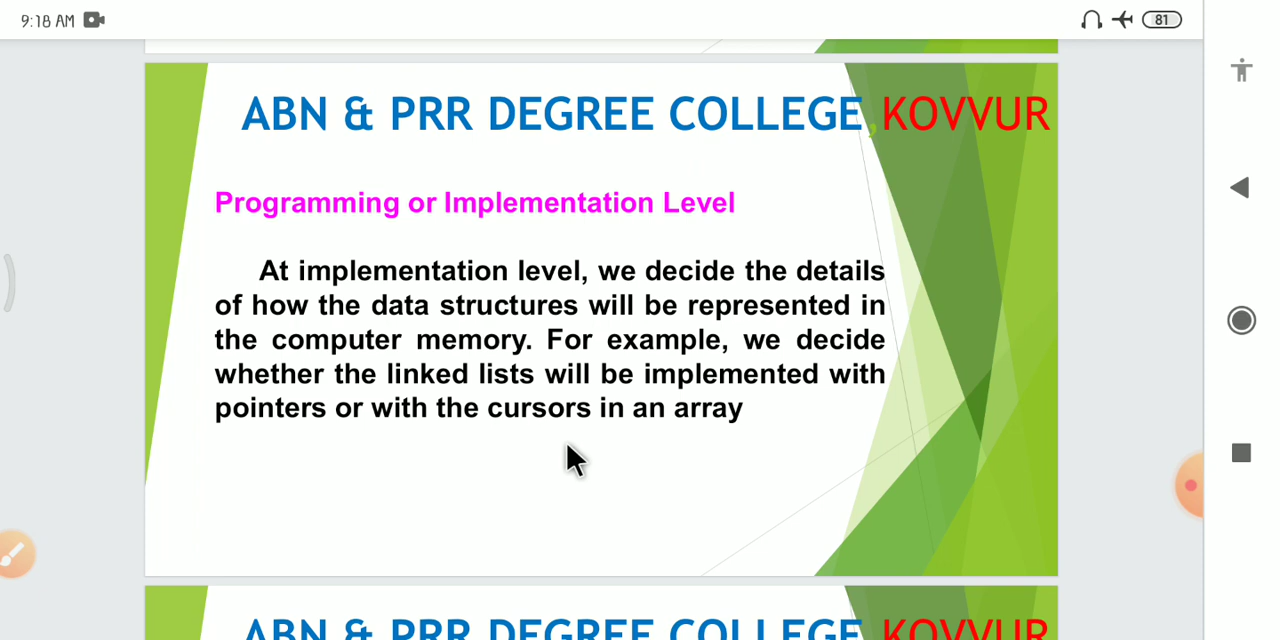 9:18 AM
81
ABN & PRR DEGREE COLLEGE,KOVVUR
Programming or Implementation Level
At implementation level, we decide the details
of how the data structures will be represented in
the computer memory. For example, we decide
whether the linked lists will be implemented with
pointers or with the cursors in an array
ABN & PRR DEGREE COLLEGE,KOVVUR